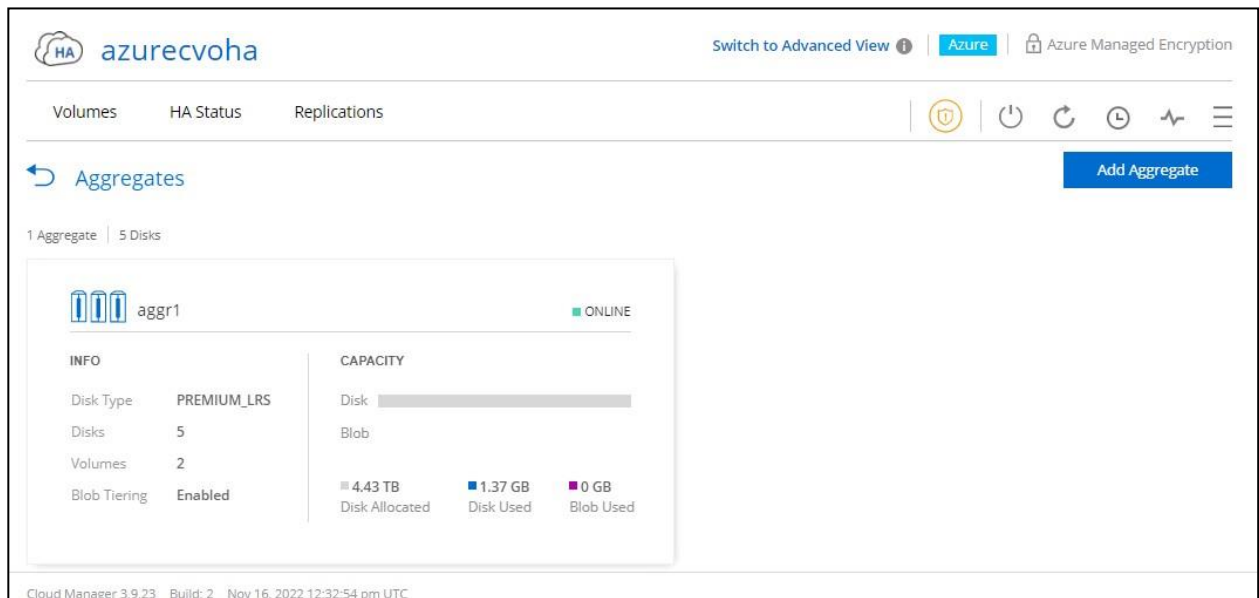 HA azurecvoha Switch to Advanced View Azure Azure Managed Encryption
Volumes HA Status Replications
Aggregates Add Aggregate
1 Aggregate 5 Disks
aggr1 ONLINE
INFO CAPACITY
Disk Type PREMIUM_LRS Disk
Disks 5 Blob
Volumes 2
Blob Tiering Enabled
4.43 TB 1.37 GB 0 GB
Disk Allocated Disk Used Blob Used
Cloud Manager 3.9.23 Build: 2 Nov 16, 2022 12:32:54 pm UTC